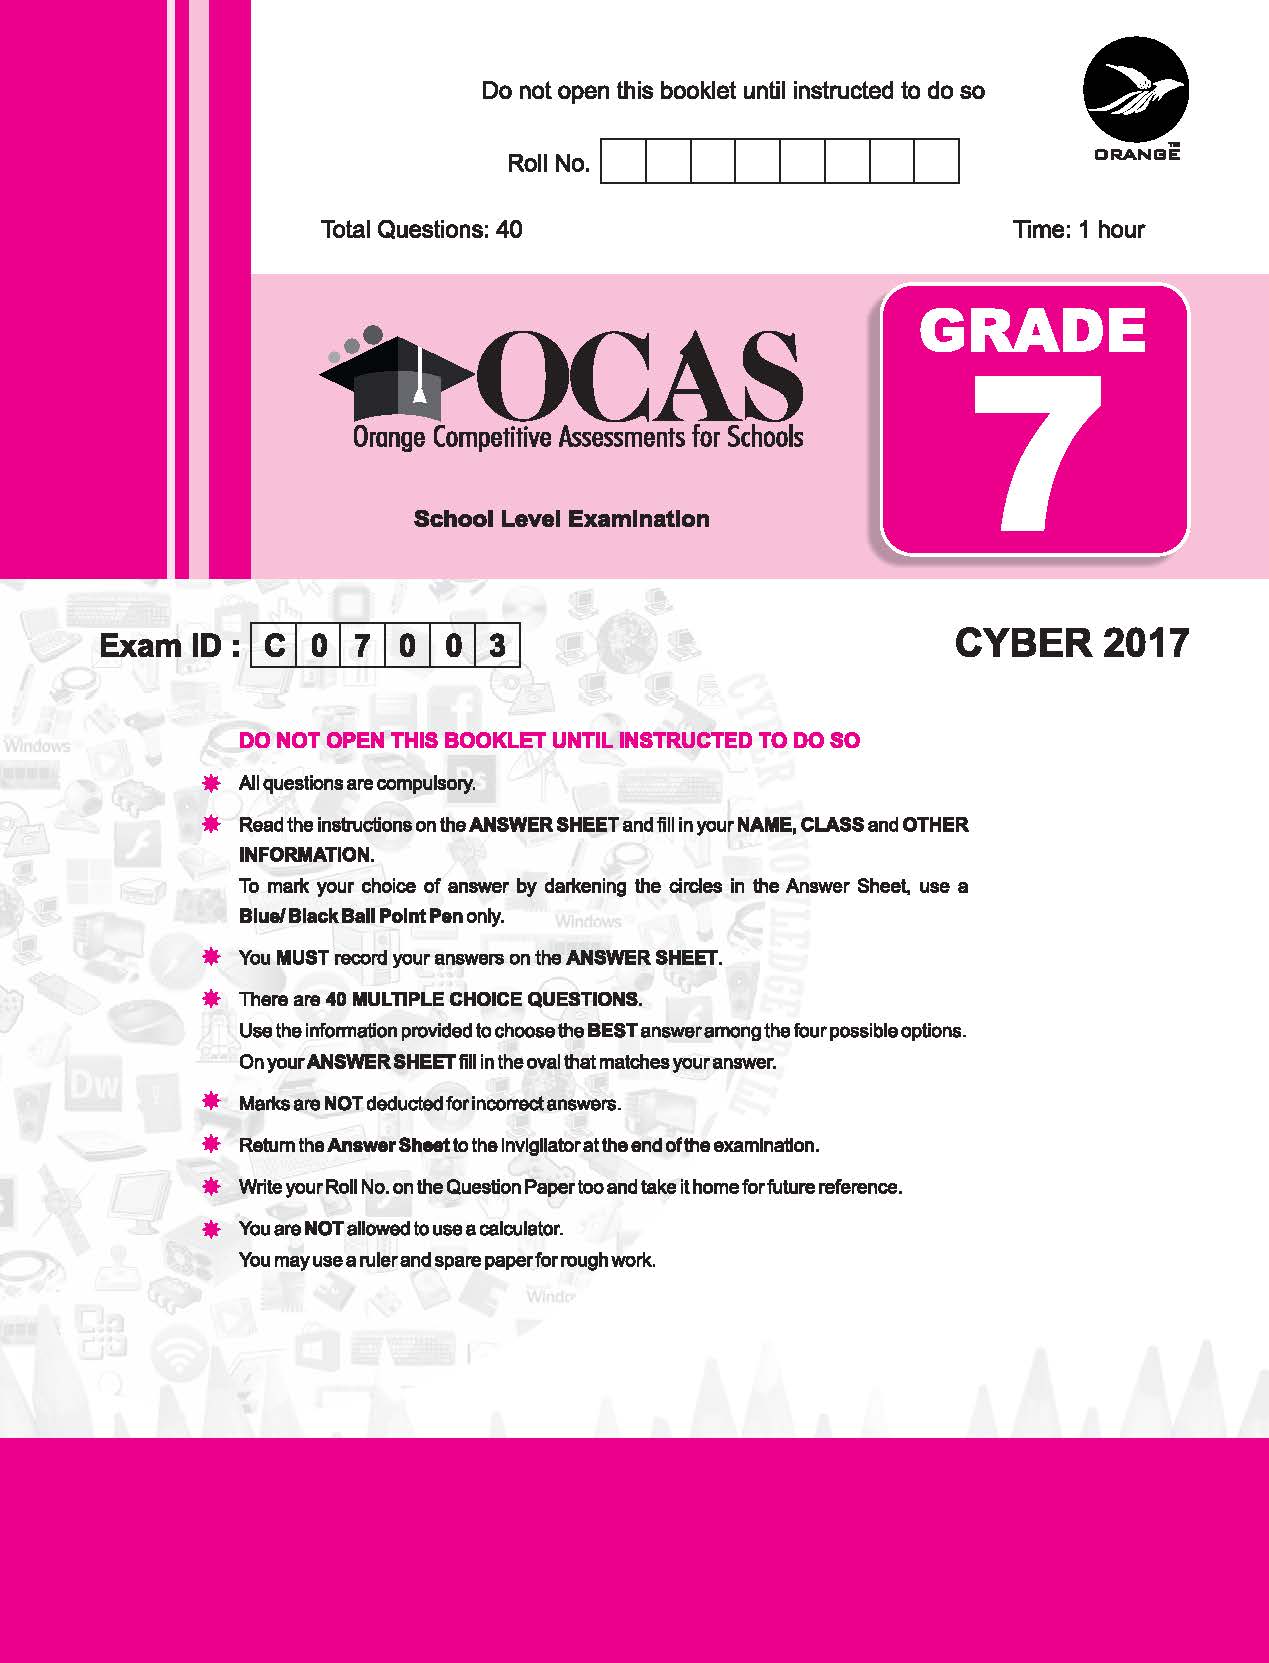 Do not open this booklet until instructed to do so
ORANGE™
Roll No.
Total Questions: 40 Time: 1 hour
GRADE
7
OCAS
Orange Competitive Assessments for Schools
School Level Examination
Exam ID : C 0 7 0 0 3
CYBER 2017
DO NOT OPEN THIS BOOKLET UNTIL INSTRUCTED TO DO SO
All questions are compulsory.
Read the instructions on the ANSWER SHEET and fill in your NAME, CLASS and OTHER
INFORMATION.
To mark your choice of answer by darkening the circles in the Answer Sheet, use a
Blue/ Black Ball Point Pen only.
You MUST record your answers on the ANSWER SHEET.
There are 40 MULTIPLE CHOICE QUESTIONS.
Use the information provided to choose the BEST answer among the four possible options.
On your ANSWER SHEET fill in the oval that matches your answer.
Marks are NOT deducted for incorrect answers.
Return the Answer Sheet to the invigilator at the end of the examination.
Write your Roll No. on the Question Paper too and take it home for future reference.
You are NOT allowed to use a calculator.
You may use a ruler and spare paper for rough work.
Windows
Windows
Dw